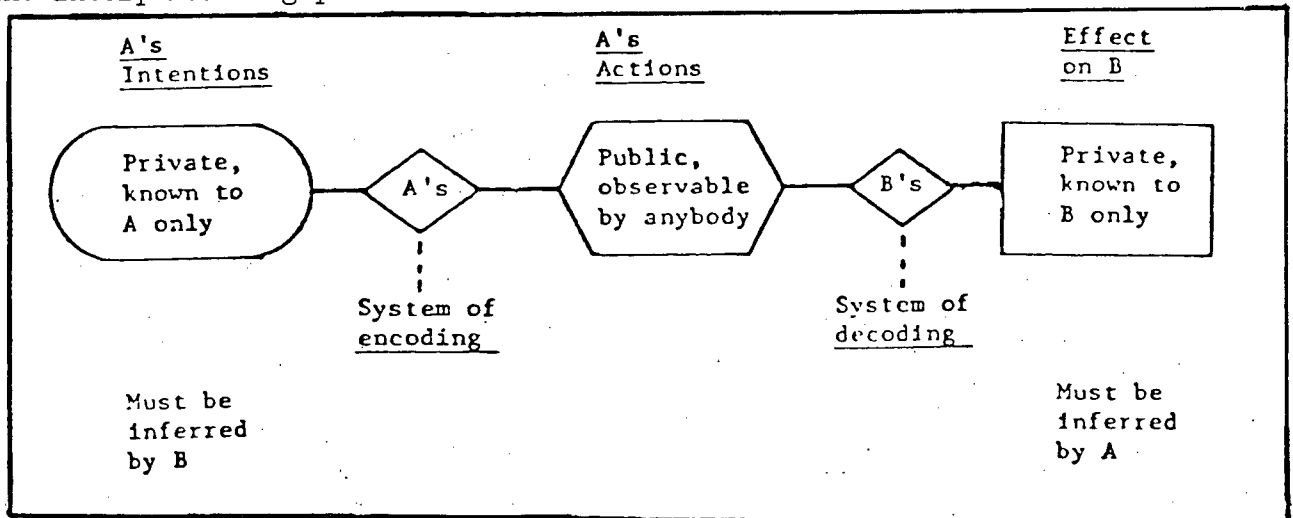 A's
Intentions
A's
Actions
Effect
on B
Private,
known to
A only
A's
Public,
observable
by anybody
B's
Private,
known to
B only
System of
encoding
System of
decoding
Must be
inferred
by B
Must be
inferred
by A